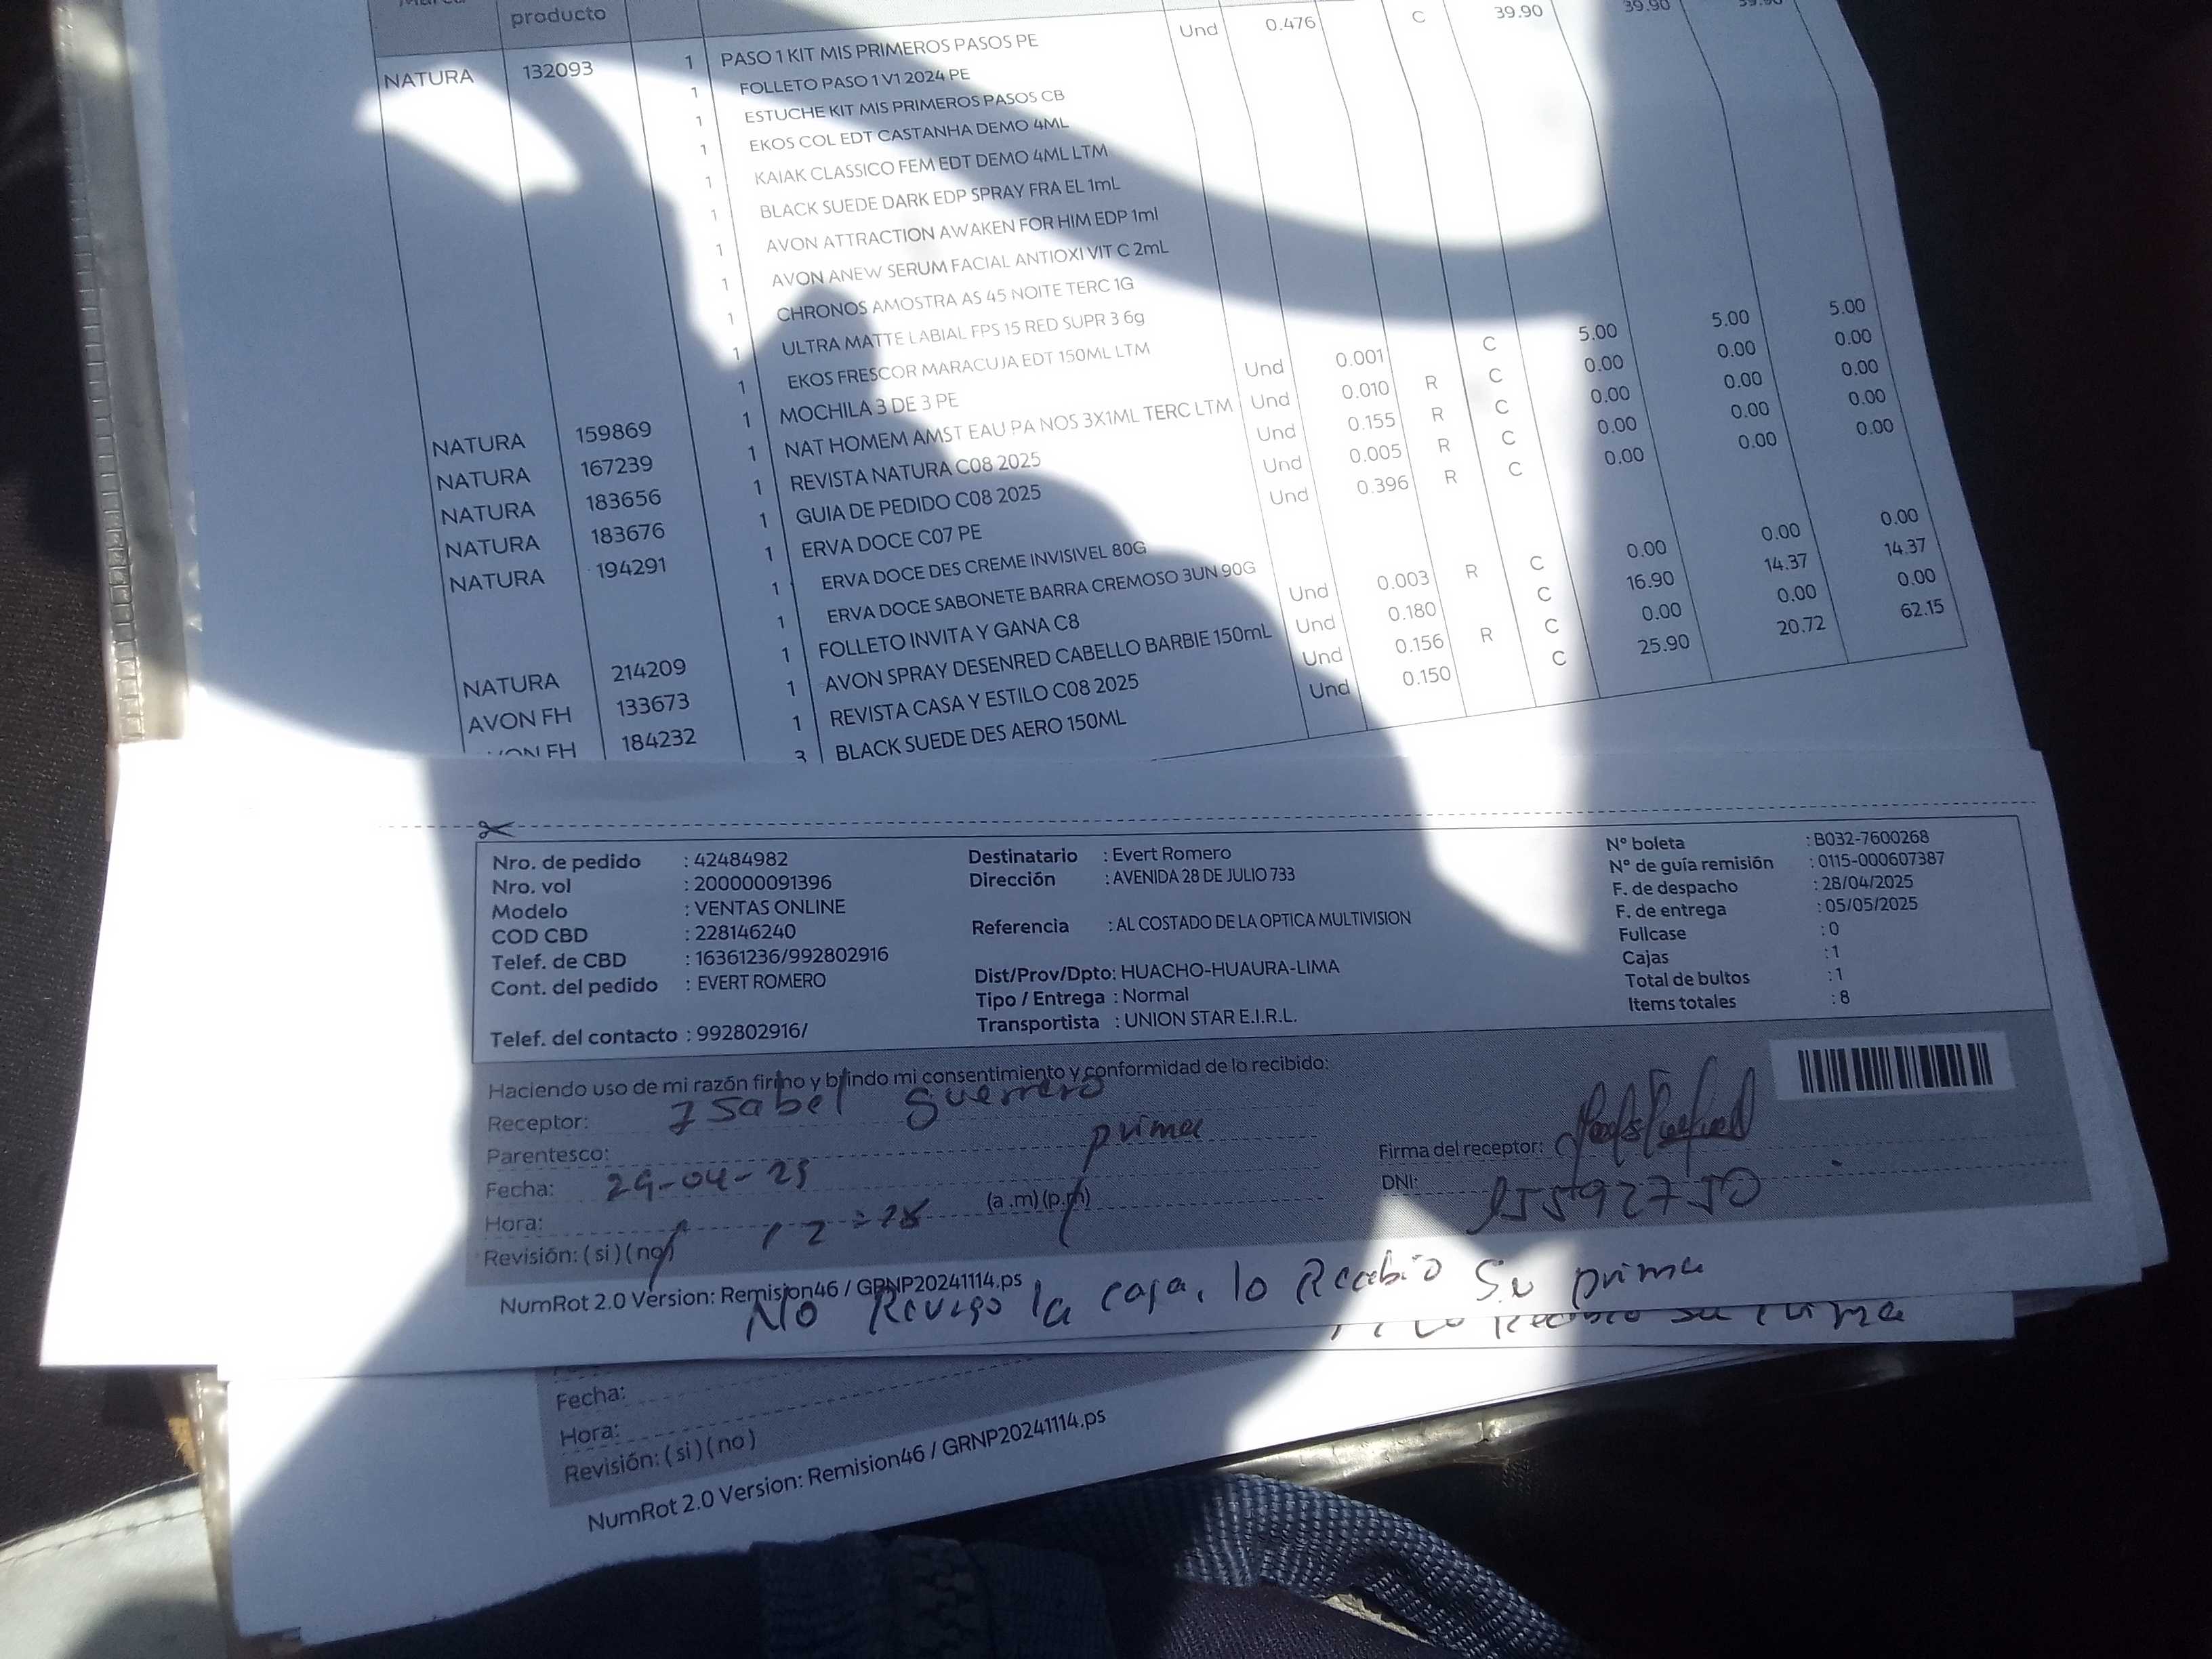 producto
NATURA 132093 1 PASO 1 KIT MIS PRIMEROS PASOS PE Und 0.476 C 39.90 39.90 39.90
1 FOLLETO PASO 1 V1 2024 PE
1 ESTUCHE KIT MIS PRIMEROS PASOS CB
1 EKOS COL EDT CASTANHA DEMO 4ML
1 KAIAK CLASSICO FEM EDT DEMO 4ML LTM
1 BLACK SUEDE DARK EDP SPRAY FRA EL 1mL
1 AVON ATTRACTION AWAKEN FOR HIM EDP 1ml
1 AVON ANEW SERUM FACIAL ANTIOXI VIT C 2mL
1 CHRONOS AMOSTRA AS 45 NOITE TERC 1G
1 ULTRA MATTE LABIAL FPS 15 RED SUPR 3 6g
1 EKOS FRESCOR MARACUJA EDT 150ML LTM
NATURA 159869 1 MOCHILA 3 DE 3 PE Und 0.001 C 5.00 5.00 5.00
NATURA 167239 1 NAT HOMEM AMST EAU PA NOS 3X1ML TERC LTM Und 0.010 R C 0.00 0.00 0.00
NATURA 183656 1 REVISTA NATURA C08 2025 Und 0.155 R C 0.00 0.00 0.00
NATURA 183676 1 GUIA DE PEDIDO C08 2025 Und 0.005 R C 0.00 0.00 0.00
NATURA 194291 1 ERVA DOCE C07 PE Und 0.396 R C 0.00 0.00 0.00
1 ERVA DOCE DES CREME INVISIVEL 80G
1 ERVA DOCE SABONETE BARRA CREMOSO 3UN 90G
NATURA 214209 1 FOLLETO INVITA Y GANA C8 Und 0.003 R C 0.00 0.00 0.00
AVON FH 133673 1 AVON SPRAY DESENRED CABELLO BARBIE 150mL Und 0.180 C 16.90 14.37 14.37
FH 184232 1 REVISTA CASA Y ESTILO C08 2025 Und 0.156 R C 0.00 0.00 0.00
3 BLACK SUEDE DES AERO 150ML Und 0.150 C 25.90 20.72 62.15
Nro. de pedido : 42484982 Destinatario : Evert Romero N° boleta : B032-7600268
Nro. vol : 200000091396 Dirección : AVENIDA 28 DE JULIO 733 N° de guía remisión : 0115-000607387
Modelo : VENTAS ONLINE F. de despacho : 28/04/2025
COD CBD : 228146240 Referencia : AL COSTADO DE LA OPTICA MULTIVISION F. de entrega : 05/05/2025
Telef. de CBD : 16361236/992802916 Fullcase : 0
Cont. del pedido : EVERT ROMERO Dist/Prov/Dpto: HUACHO-HUAURA-LIMA Cajas : 1
Tipo / Entrega : Normal Total de bultos : 1
Telef. del contacto : 992802916/ Transportista : UNION STAR E.I.R.L. Items totales : 8
Haciendo uso de mi razón firmo y brindo mi consentimiento y conformidad de lo recibido:
Receptor: Isabel Guerrero
Parentesco: prima Firma del receptor:
Fecha: 29-04-25 DNI: 15592750
Hora: 12 = (a .m) (p.m)
Revisión: ( si ) ( no )
NumRot 2.0 Version: Remision46 / GRNP20241114.ps
No Reviso la caja, lo Recibio Su prima
Recibio su prima
Fecha:
Hora:
Revisión: ( si ) ( no )
NumRot 2.0 Version: Remision46 / GRNP20241114.ps